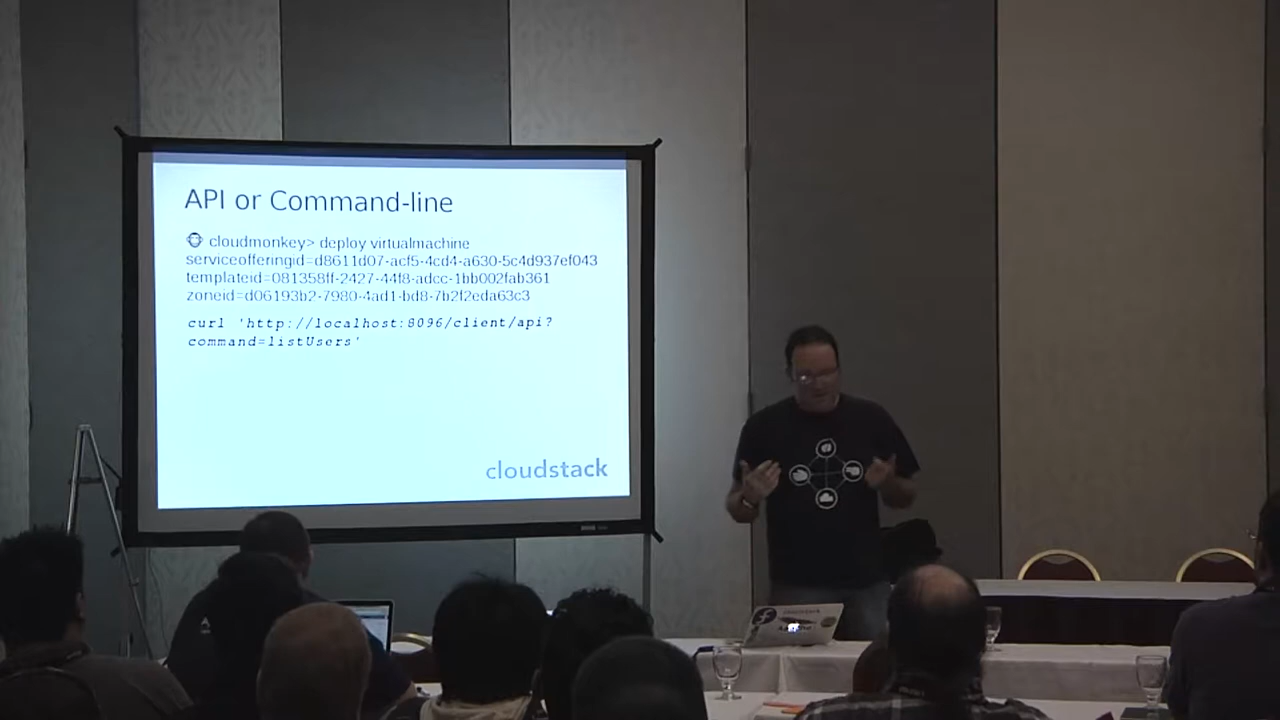 API or Command-line
cloudmonkey> deploy virtualmachine
serviceofferingid=d8611d07-acf5-4cd4-a630-5c4d937ef043
templateid=081358ff-2427-44f8-adcc-1bb002fab361
zoneid=d06193b2-7980-4ad1-bd8-7b2f2eda63c3
curl 'http://localhost:8096/client/api?
command=listUsers'
cloudstack
cloudstack